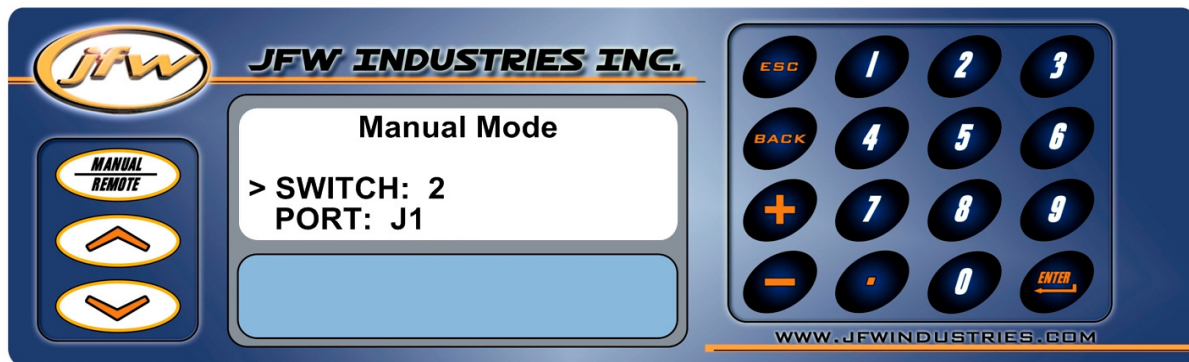 jfw
JFW INDUSTRIES INC.
Manual Mode
> SWITCH: 2
PORT: J1
MANUAL
REMOTE
ESC 1 2 3
BACK 4 5 6
+ 7 8 9
- . 0 ENTER
WWW.JFWINDUSTRIES.COM